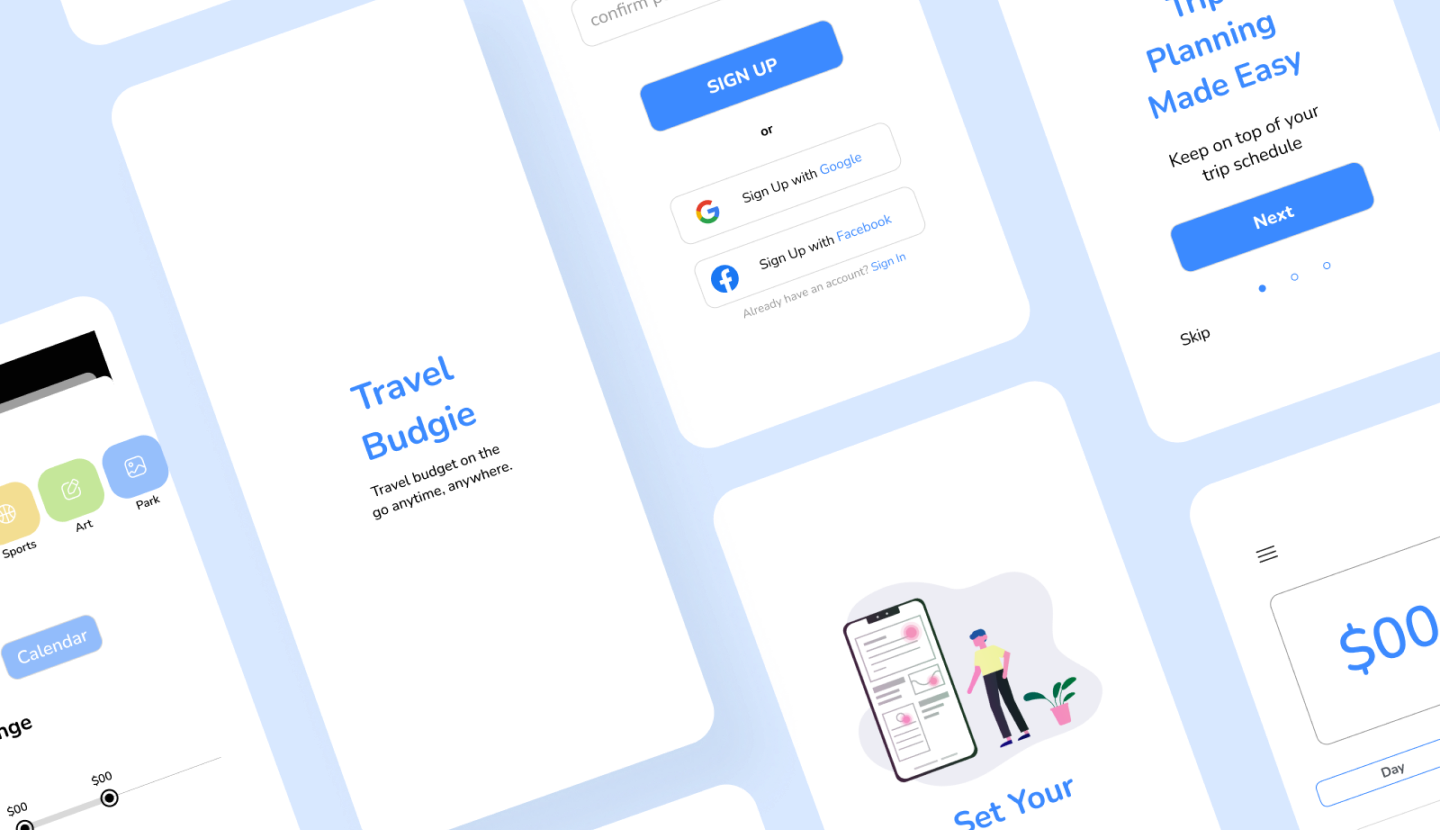 Sports
Art
Park
Calendar
$00
$00
Travel
Budgie
Travel budget on the
go anytime, anywhere.
confirm
SIGN UP
or
Sign Up with Google
Sign Up with Facebook
Already have an account? Sign In
Set Your
Trip
Planning
Made Easy
Keep on top of your
trip schedule
Next
Skip
$00
Day